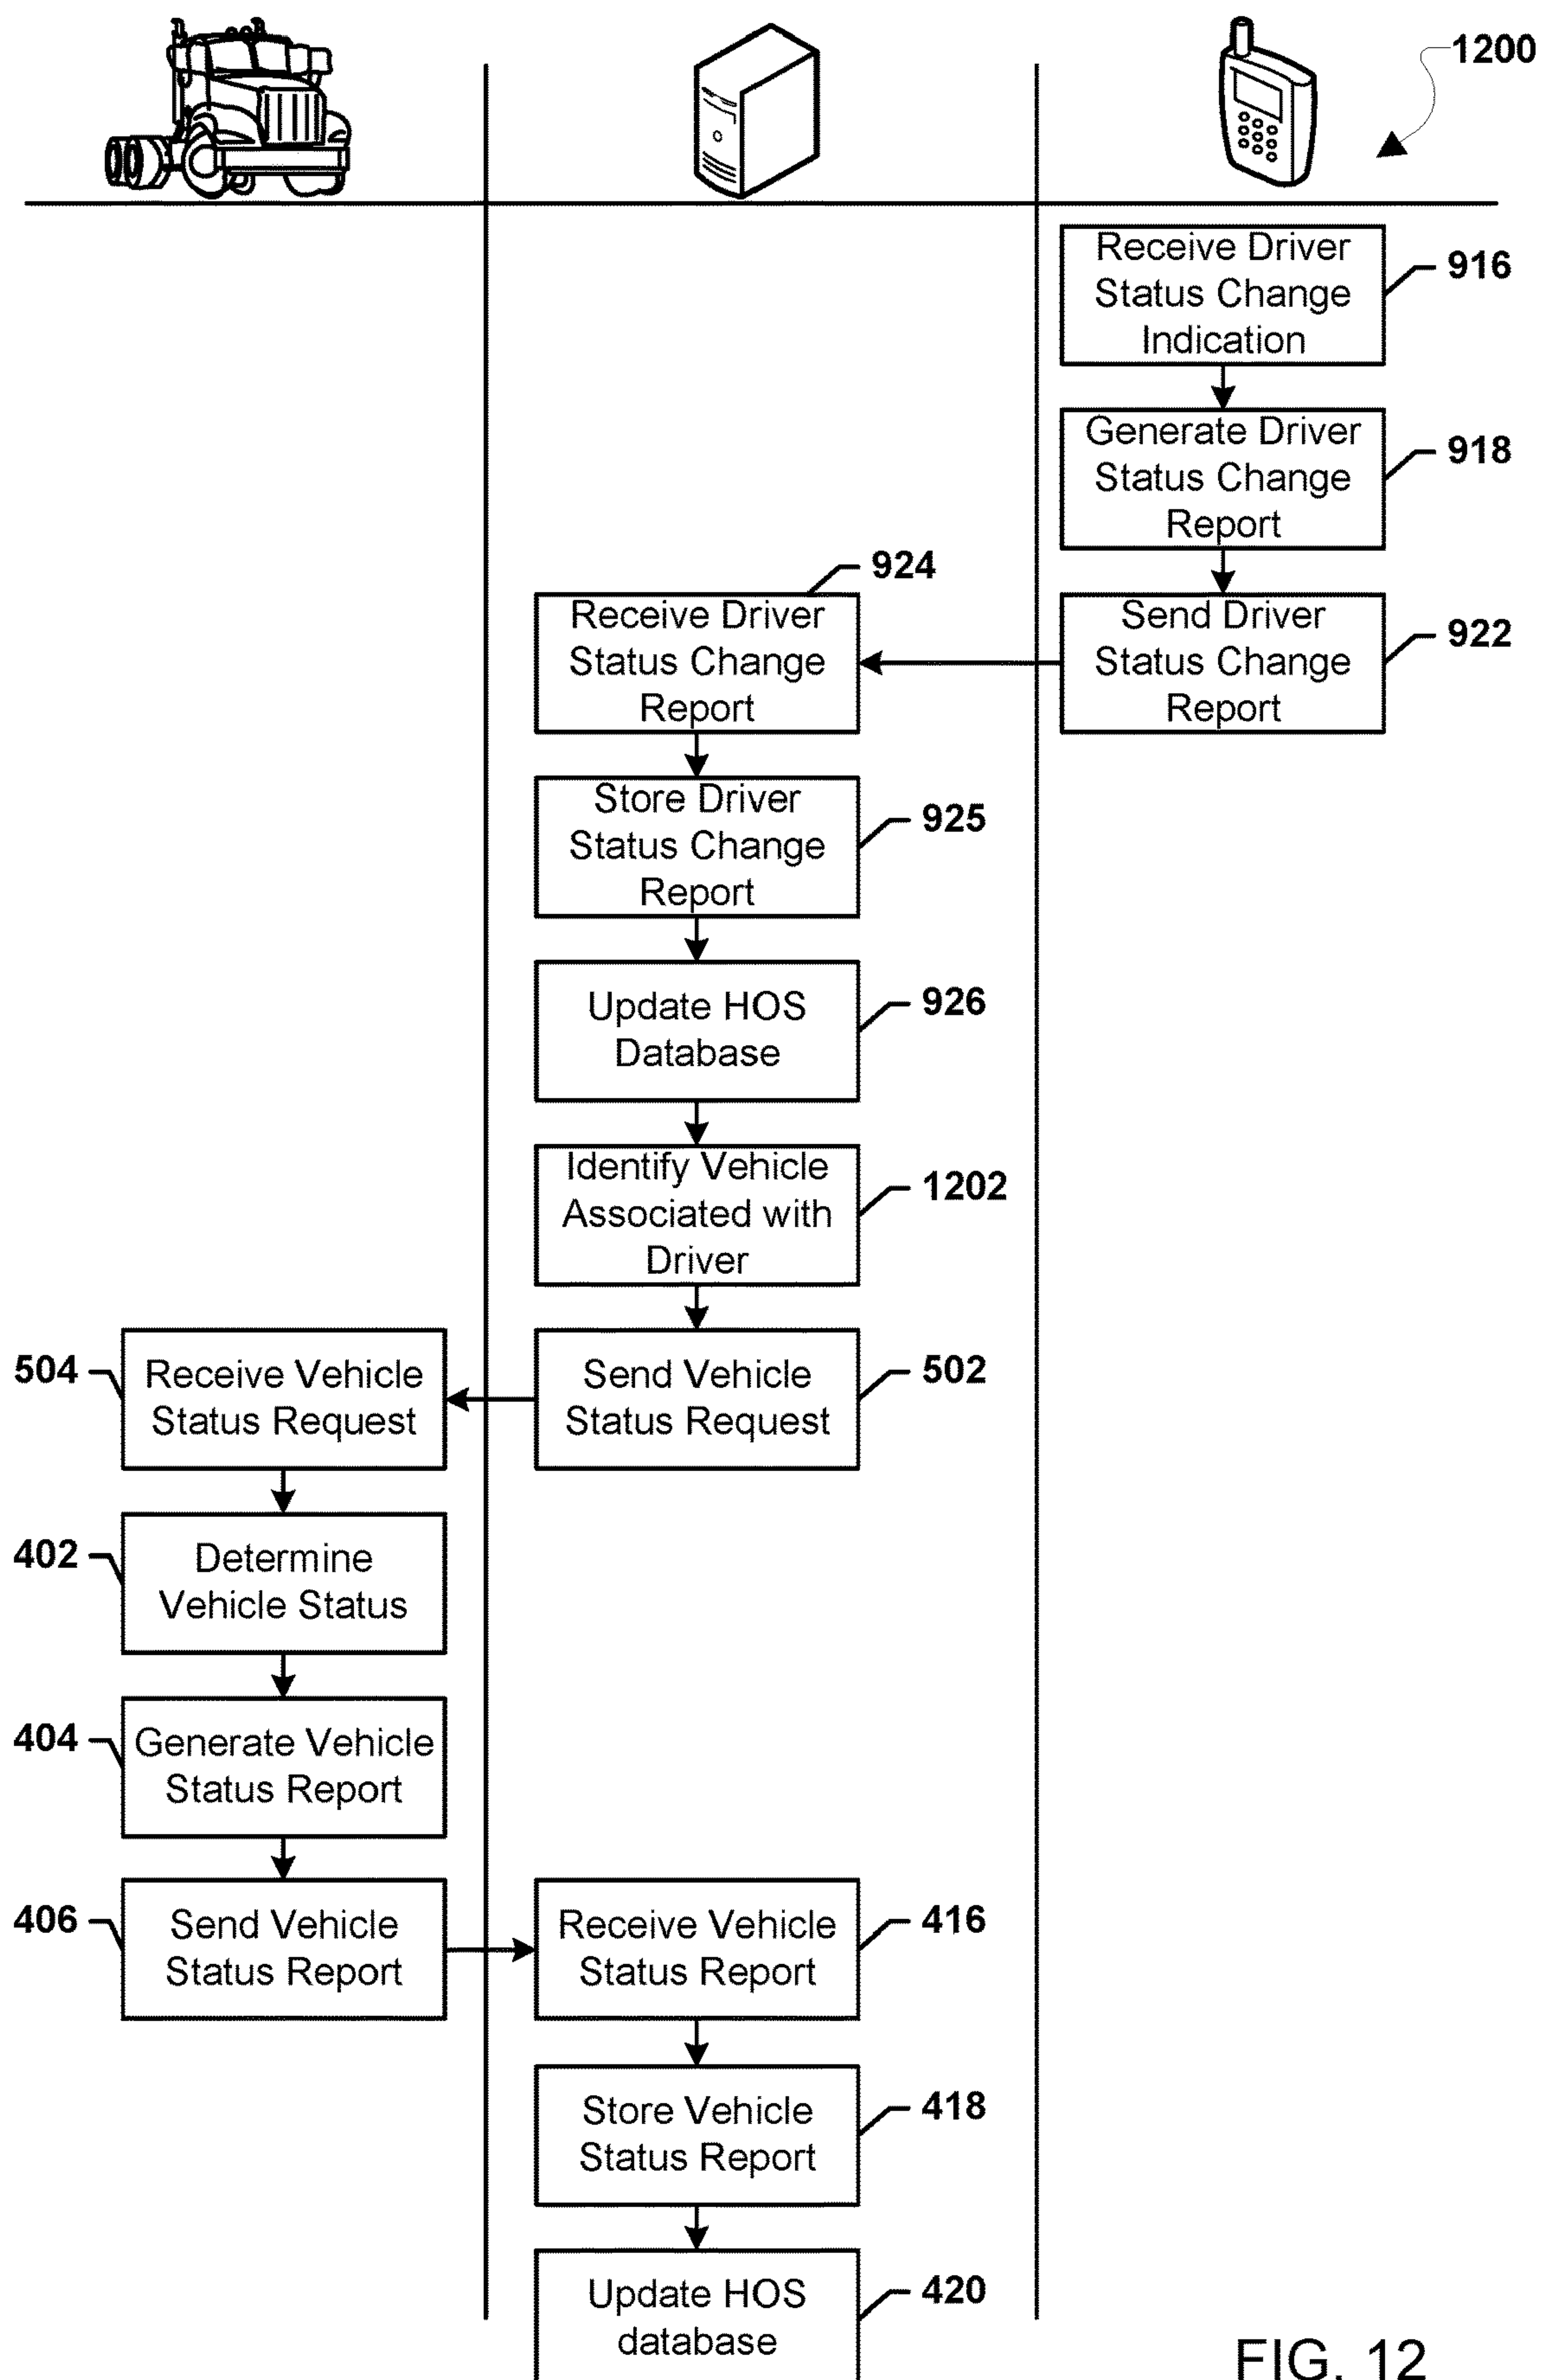 1200
Receive Driver
Status Change
Indication
916
Generate Driver
Status Change
Report
918
924
Receive Driver
Status Change
Report
Send Driver
Status Change
Report
922
Store Driver
Status Change
Report
925
Update HOS
Database
926
Identify Vehicle
Associated with
Driver
1202
504
Receive Vehicle
Status Request
Send Vehicle
Status Request
502
402
Determine
Vehicle Status
404
Generate Vehicle
Status Report
406
Send Vehicle
Status Report
Receive Vehicle
Status Report
416
Store Vehicle
Status Report
418
Update HOS
database
420
FIG. 12